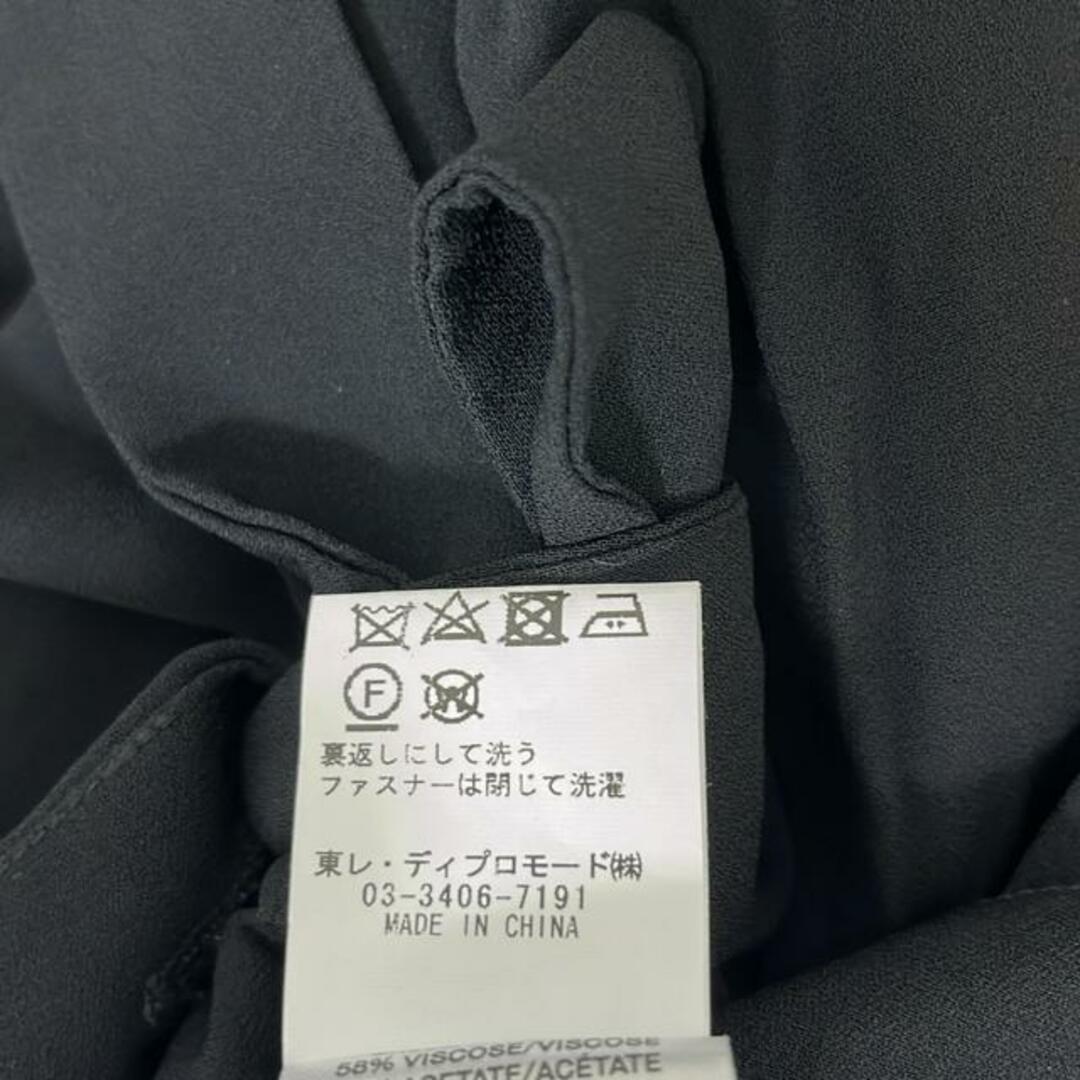 F
W
裏返しにして洗う
ファスナーは閉じて洗濯
東レ・ディプロモード㈱
03-3406-7191
MADE IN CHINA
58% VISCOSE/VISCOSE
ACETATE/ACÉTATE